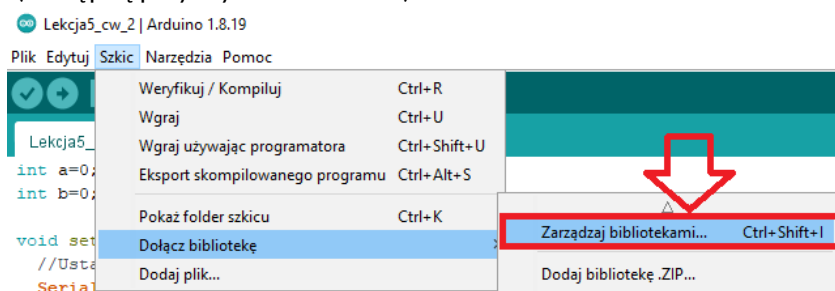 Lekcja5_cw_2 | Arduino 1.8.19
Plik Edytuj Szkic Narzędzia Pomoc
Weryfikuj / Kompiluj Ctrl+R
Wgraj Ctrl+U
Lekcja5_ Wgraj używając programatora Ctrl+Shift+U
int a=0; Eksport skompilowanego programu Ctrl+Alt+S
int b=0;
Pokaż folder szkicu Ctrl+K
void set Dołącz bibliotekę Zarządzaj bibliotekami... Ctrl+Shift+I
//Usta Dodaj plik... Dodaj bibliotekę .ZIP...
Serial